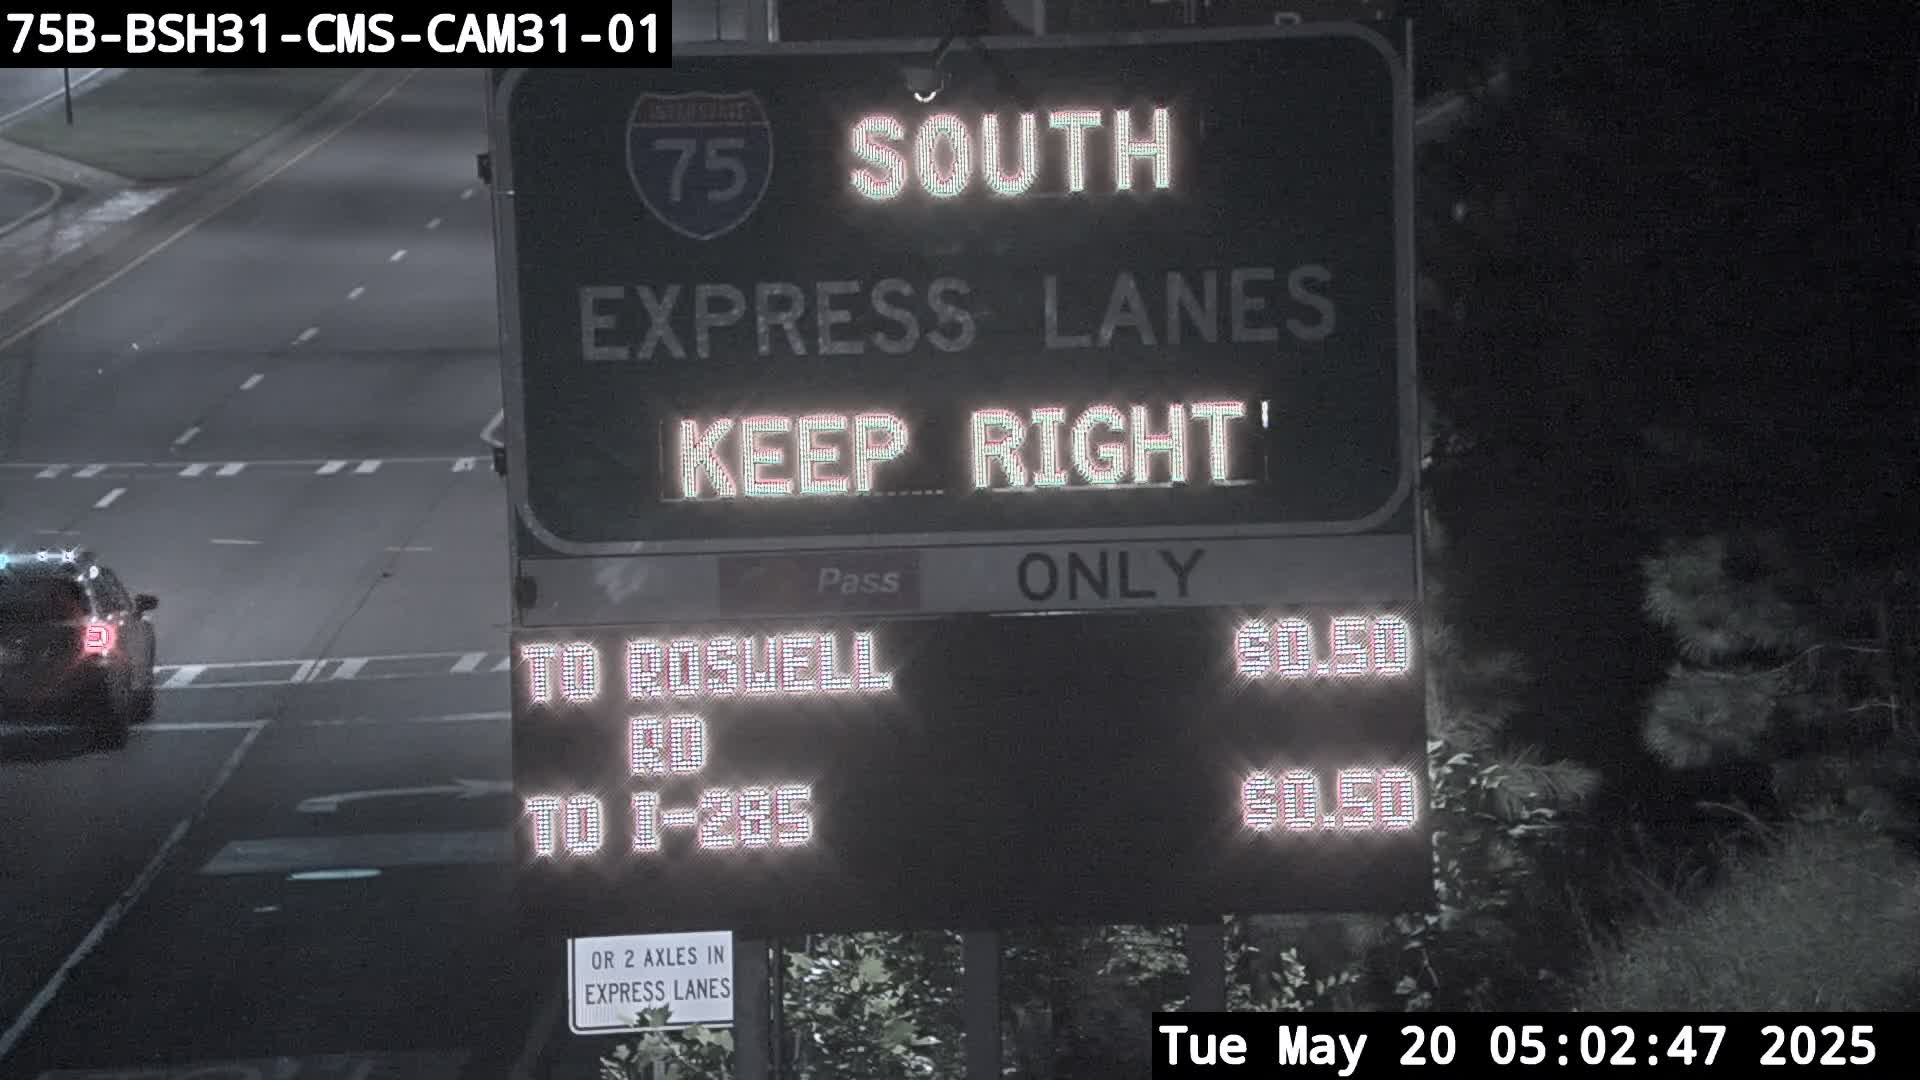 75B-BSH31-CMS-CAM31-01
INTERSTATE
75
SOUTH
EXPRESS LANES
KEEP RIGHT
Pass ONLY
TO ROSWELL $0.50
RD
TO I-285 $0.50
OR 2 AXLES IN
EXPRESS LANES
Tue May 20 05:02:47 2025